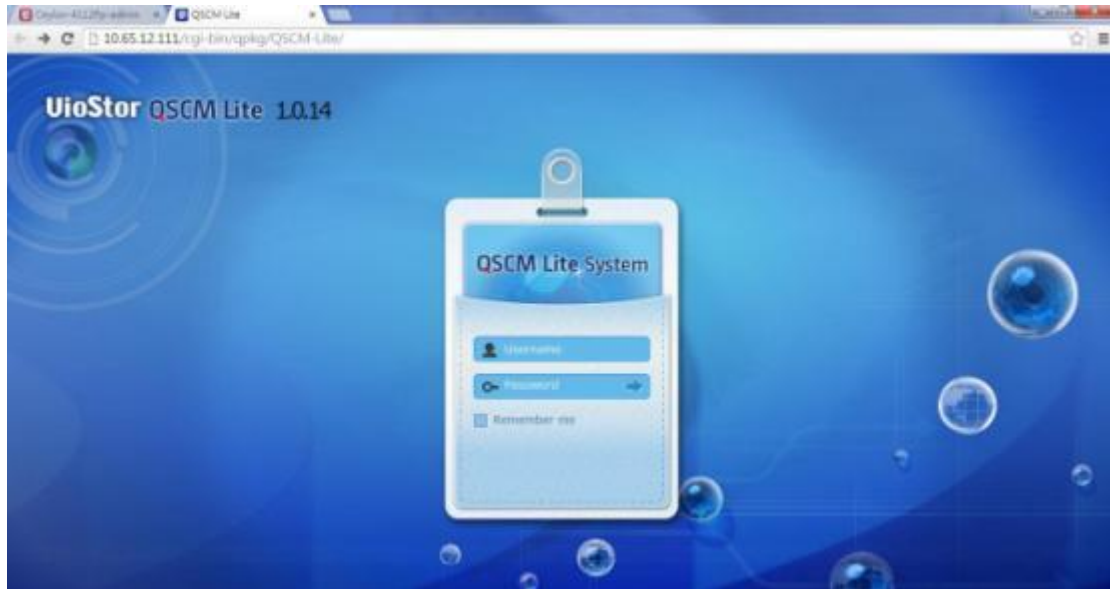 QSCM Lite
10.65.12.111/cgi-bin/qpkg/QSCM-Lite/
VioStor QSCM Lite 1.0.14
QSCM Lite System
Username
Password
Remember me